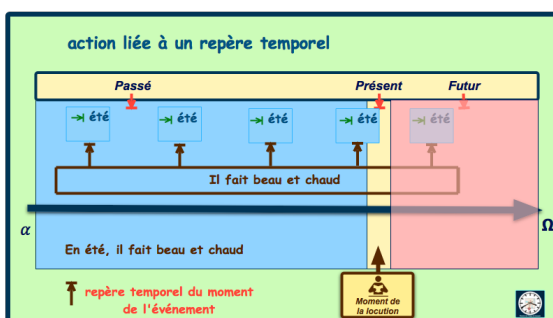 action liée à un repère temporel
Passé Présent Futur
été été été été été
Il fait beau et chaud
α Ω
En été, il fait beau et chaud
repère temporel du moment
de l'événement
Moment de
la locution